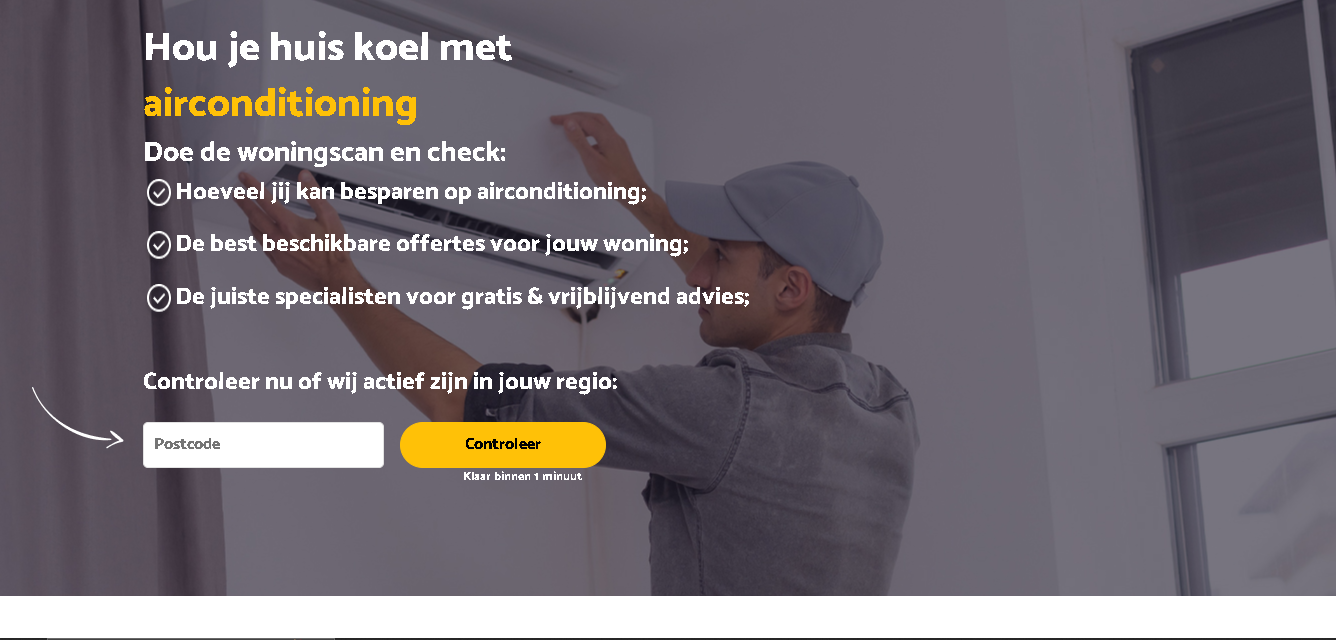 Hou je huis koel met
airconditioning
Doe de woningscan en check:
Hoeveel jij kan besparen op airconditioning;
De best beschikbare offertes voor jouw woning;
De juiste specialisten voor gratis & vrijblijvend advies;
Controleer nu of wij actief zijn in jouw regio:
Postcode
Controleer
Klaar binnen 1 minuut